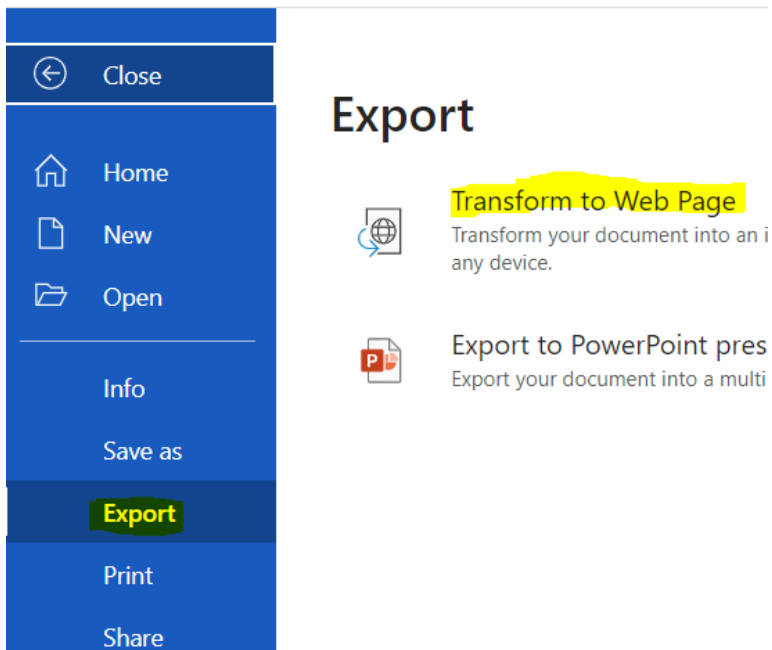 Close
Home
New
Open
Info
Save as
Export
Print
Share
Export
Transform to Web Page
Transform your document into an i
any device.
P
Export to PowerPoint pres
Export your document into a multi